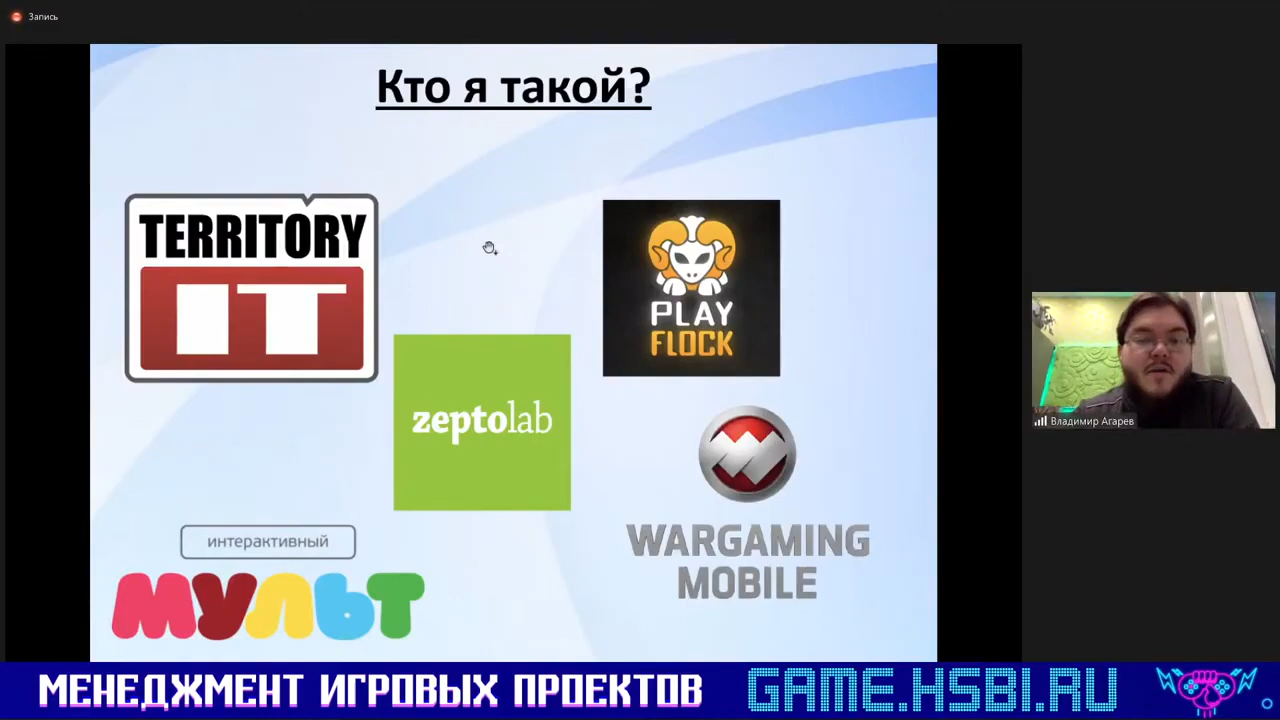 Запись
Кто я такой?
TERRITORY
IT
PLAY
FLOCK
zeptolab
WARGAMING
MOBILE
интерактивный
МУЛЬТ
Владимир Агарев
МЕНЕДЖМЕНТ ИГРОВЫХ ПРОЕКТОВ
GAME.HSBI.RU